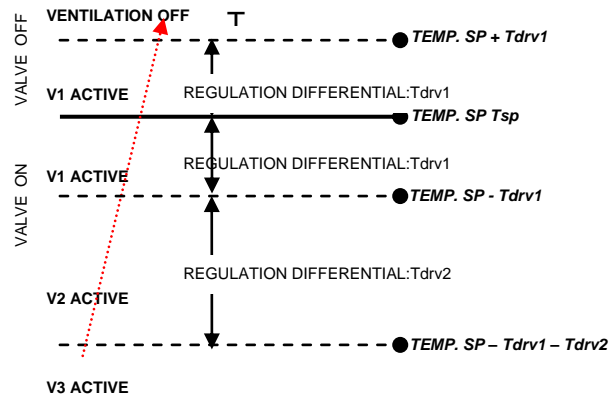 VENTILATION OFF
T
TEMP. SP + Tdrv1
VALVE OFF
V1 ACTIVE
REGULATION DIFFERENTIAL:Tdrv1
TEMP. SP Tsp
VALVE ON
V1 ACTIVE
REGULATION DIFFERENTIAL:Tdrv1
TEMP. SP - Tdrv1
REGULATION DIFFERENTIAL:Tdrv2
V2 ACTIVE
TEMP. SP – Tdrv1 – Tdrv2
V3 ACTIVE